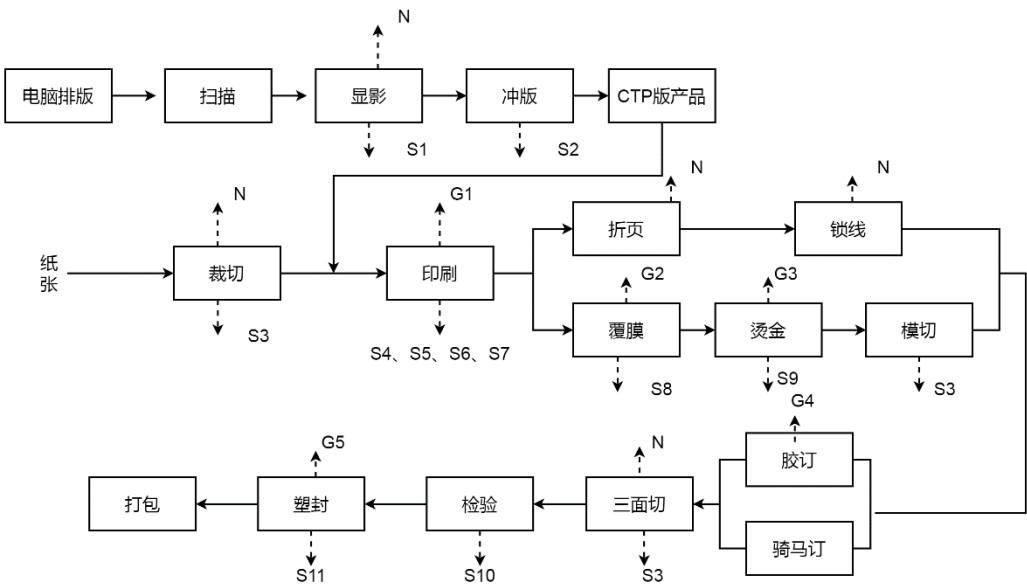 N
电脑排版
扫描
显影
冲版
CTP版产品
S1
S2
N
G1
N
N
纸张
裁切
印刷
折页
锁线
S3
S4、S5、S6、S7
G2
G3
覆膜
烫金
模切
S8
S9
S3
G4
胶订
G5
N
打包
塑封
检验
三面切
骑马订
S11
S10
S3